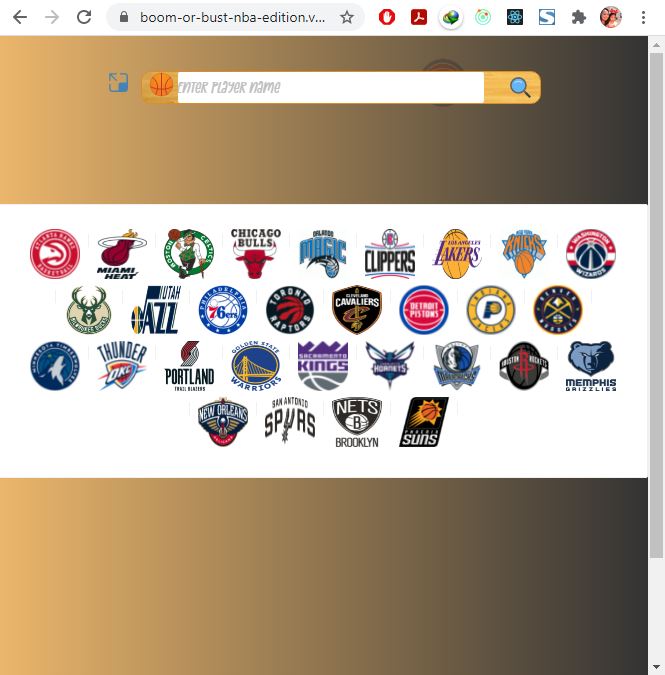 boom-or-bust-nba-edition.v...
Enter Player name
ATLANTA HAWKS BASKETBALL
MIAMI HEAT
BOSTON CELTICS
CHICAGO BULLS
ORLANDO MAGIC
LA CLIPPERS
LOS ANGELES LAKERS
NEW YORK KNICKS
WASHINGTON WIZARDS
MILWAUKEE BUCKS
UTAH JAZZ
PHILADELPHIA 76ERS
TORONTO RAPTORS
CLEVELAND CAVALIERS
DETROIT PISTONS
INDIANA PACERS
DENVER NUGGETS
MINNESOTA TIMBERWOLVES
THUNDER OKC
PORTLAND TRAIL BLAZERS
GOLDEN STATE WARRIORS
SACRAMENTO KINGS
CHARLOTTE HORNETS
MAVERICKS
HOUSTON ROCKETS
MEMPHIS GRIZZLIES
NEW ORLEANS PELICANS
SAN ANTONIO SPURS
NETS B BROOKLYN
PHOENIX SUNS